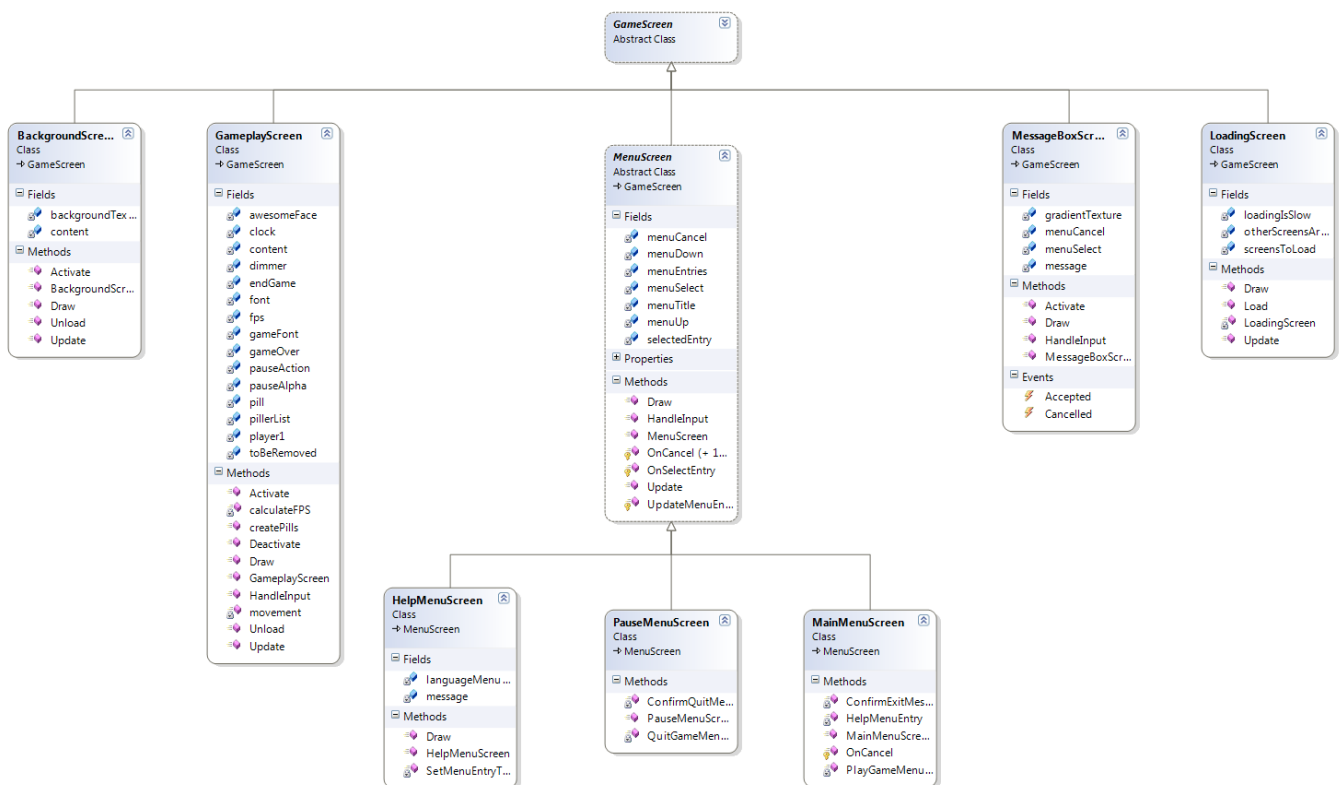 GameScreen
Abstract Class
BackgroundScre...
Class
GameScreen
Fields
backgroundTex...
content
Methods
Activate
BackgroundScr...
Draw
Unload
Update
GameplayScreen
Class
GameScreen
Fields
awesomeFace
clock
content
dimmer
endGame
font
fps
gameFont
gameOver
pauseAction
pauseAlpha
pill
pillerList
player1
toBeRemoved
Methods
Activate
calculateFPS
createPills
Deactivate
Draw
GameplayScreen
HandleInput
movement
Unload
Update
MenuScreen
Abstract Class
GameScreen
Fields
menuCancel
menuDown
menuEntries
menuSelect
menuTitle
menuUp
selectedEntry
Properties
Methods
Draw
HandleInput
MenuScreen
OnCancel (+ 1...
OnSelectEntry
Update
UpdateMenuEn...
MessageBoxScr...
Class
GameScreen
Fields
gradientTexture
menuCancel
menuSelect
message
Methods
Activate
Draw
HandleInput
MessageBoxScr...
Events
Accepted
Cancelled
LoadingScreen
Class
GameScreen
Fields
loadingIsSlow
otherScreensAr...
screensToLoad
Methods
Draw
Load
LoadingScreen
Update
HelpMenuScreen
Class
MenuScreen
Fields
languageMenu...
message
Methods
Draw
HelpMenuScreen
SetMenuEntryT...
PauseMenuScreen
Class
MenuScreen
Methods
ConfirmQuitMe...
PauseMenuScr...
QuitGameMen...
MainMenuScreen
Class
MenuScreen
Methods
ConfirmExitMes...
HelpMenuEntry
MainMenuScree...
OnCancel
PlayGameMenu...